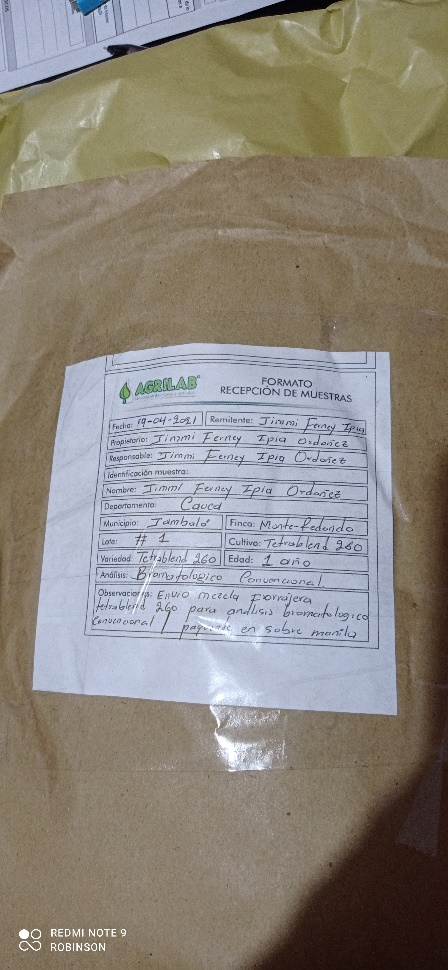 AGRILAB
FORMATO
RECEPCIÓN DE MUESTRAS
Fecha: 19-04-2021 Remitente: Jimmi Ferney Ipia
Propietario: Jimmi Ferney Ipia Ordoñez
Responsable: Jimmi Ferney Ipia Ordoñez
Identificación muestra:
Nombre: Jimmi Ferney Ipia Ordoñez
Departamento: Cauca
Municipio: Jambaló Finca: Monte-Redondo
Lote: # 1 Cultivo: Tetrablend 260
Variedad: Tetrablend 260 Edad: 1 año
Análisis: Bromatologico Convencional
Observaciones: Envio mezcla Forrajera
tetrablend 260 para análisis bromatologico
Convencional, paquete en sobre manila
REDMI NOTE 9
ROBINSON